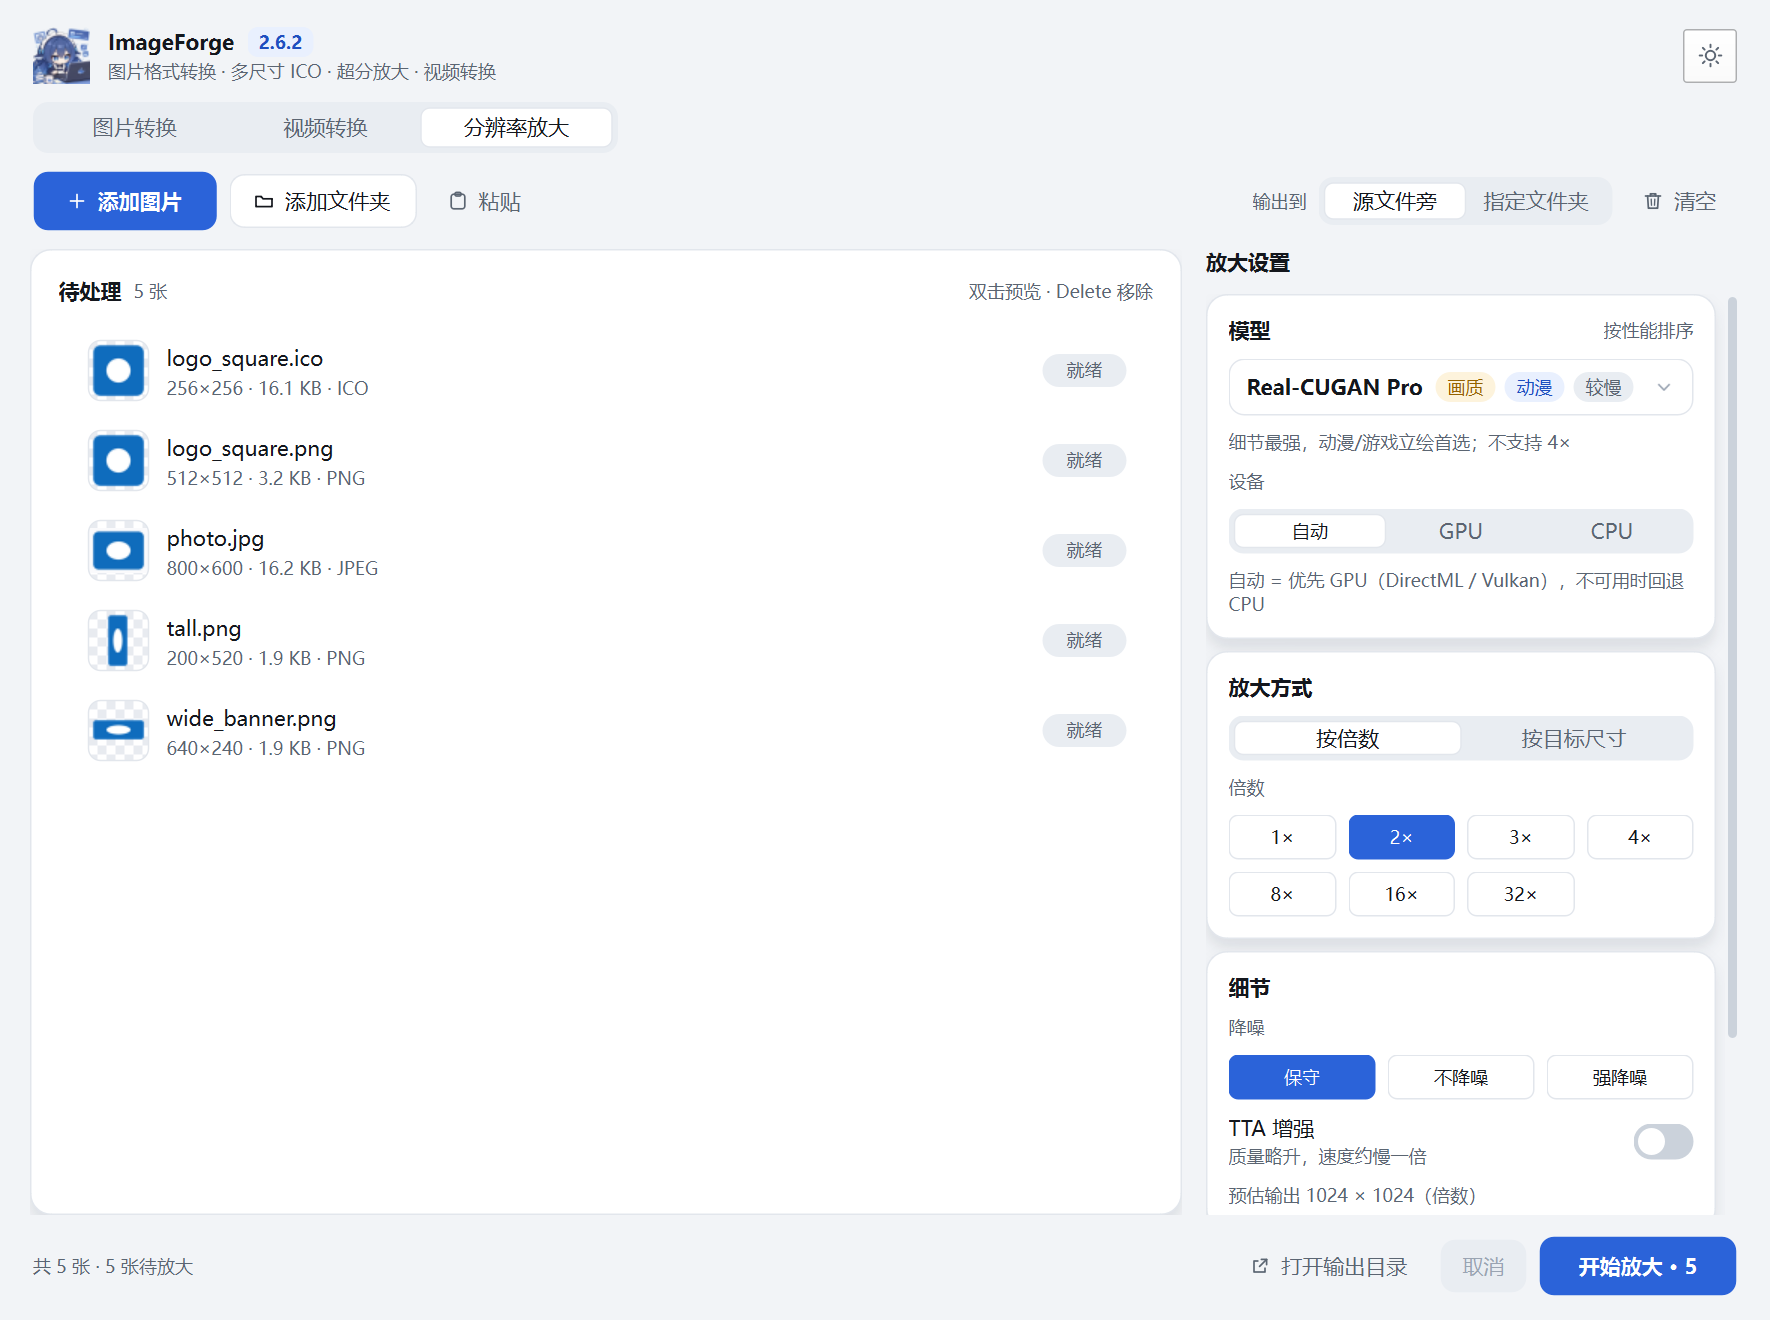 ImageForge 2.6.2
图片格式转换 · 多尺寸 ICO · 超分放大 · 视频转换
图片转换 视频转换 分辨率放大
添加图片 添加文件夹 粘贴 输出到 源文件旁 指定文件夹 清空
待处理 5 张 双击预览 · Delete 移除
logo_square.ico
256×256 · 16.1 KB · ICO
就绪
logo_square.png
512×512 · 3.2 KB · PNG
就绪
photo.jpg
800×600 · 16.2 KB · JPEG
就绪
tall.png
200×520 · 1.9 KB · PNG
就绪
wide_banner.png
640×240 · 1.9 KB · PNG
就绪
放大设置
模型 按性能排序
Real-CUGAN Pro 画质 动漫 较慢
细节最强，动漫/游戏立绘首选；不支持 4×
设备
自动 GPU CPU
自动 = 优先 GPU（DirectML / Vulkan），不可用时回退
CPU
放大方式
按倍数 按目标尺寸
倍数
1× 2× 3× 4×
8× 16× 32×
细节
降噪
保守 不降噪 强降噪
TTA 增强
质量略升，速度约慢一倍
预估输出 1024 × 1024（倍数）
共 5 张 · 5 张待放大 打开输出目录 取消 开始放大 • 5